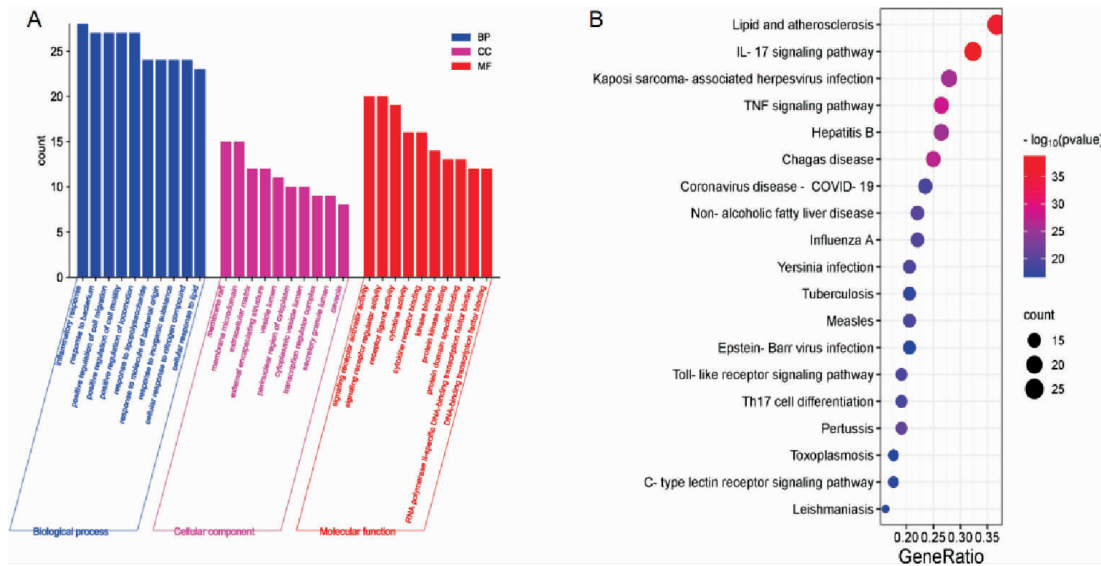 A
BP
CC
MF
count
25
20
15
10
5
0
inflammatory response
response to bacterium
positive regulation of cell migration
positive regulation of cell motility
positive regulation of locomotion
response to lipopolysaccharide
response to molecule of bacterial origin
response to inorganic substance
cellular response to nitrogen compound
cellular response to lipid
membrane raft
membrane microdomain
extracellular matrix
external encapsulating structure
vesicle lumen
perinuclear region of cytoplasm
cytoplasmic vesicle lumen
transcription regulator complex
secretory granule lumen
signaling receptor activator activity
signaling receptor regulator activity
receptor ligand activity
cytokine activity
cytokine receptor binding
kinase binding
protein kinase binding
protein domain specific binding
RNA polymerase II-specific DNA-binding transcription factor binding
DNA-binding transcription factor binding
Biological process
Cellular component
Molecular function
B
Lipid and atherosclerosis
IL- 17 signaling pathway
Kaposi sarcoma- associated herpesvirus infection
TNF signaling pathway
Hepatitis B
Chagas disease
Coronavirus disease - COVID- 19
Non- alcoholic fatty liver disease
Influenza A
Yersinia infection
Tuberculosis
Measles
Epstein- Barr virus infection
Toll- like receptor signaling pathway
Th17 cell differentiation
Pertussis
Toxoplasmosis
C- type lectin receptor signaling pathway
Leishmaniasis
0.20 0.25 0.30 0.35
GeneRatio
- log10(pvalue)
35
30
25
20
count
15
20
25